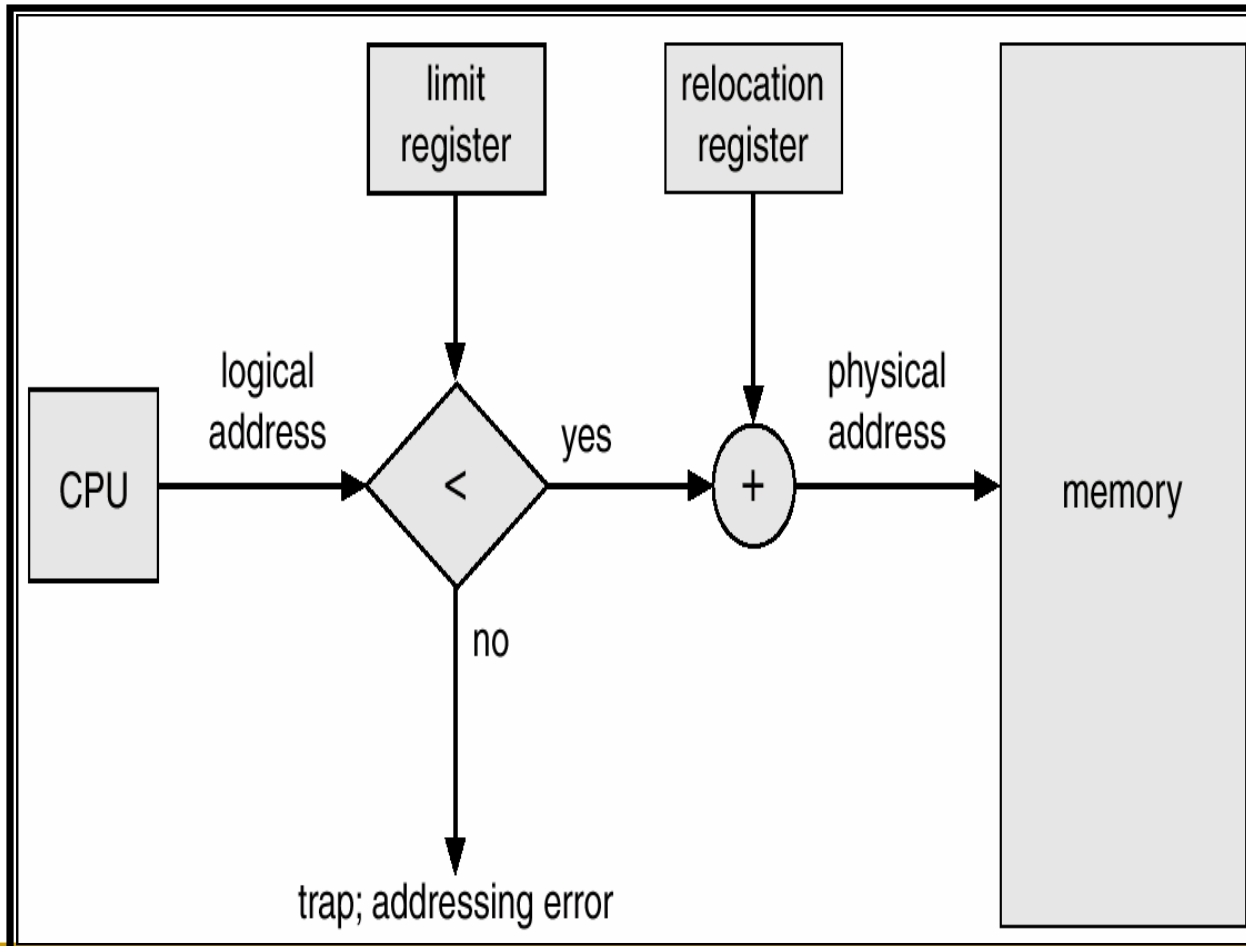 limit
register
relocation
register
logical
address
physical
address
CPU
<
yes
+
memory
no
trap; addressing error